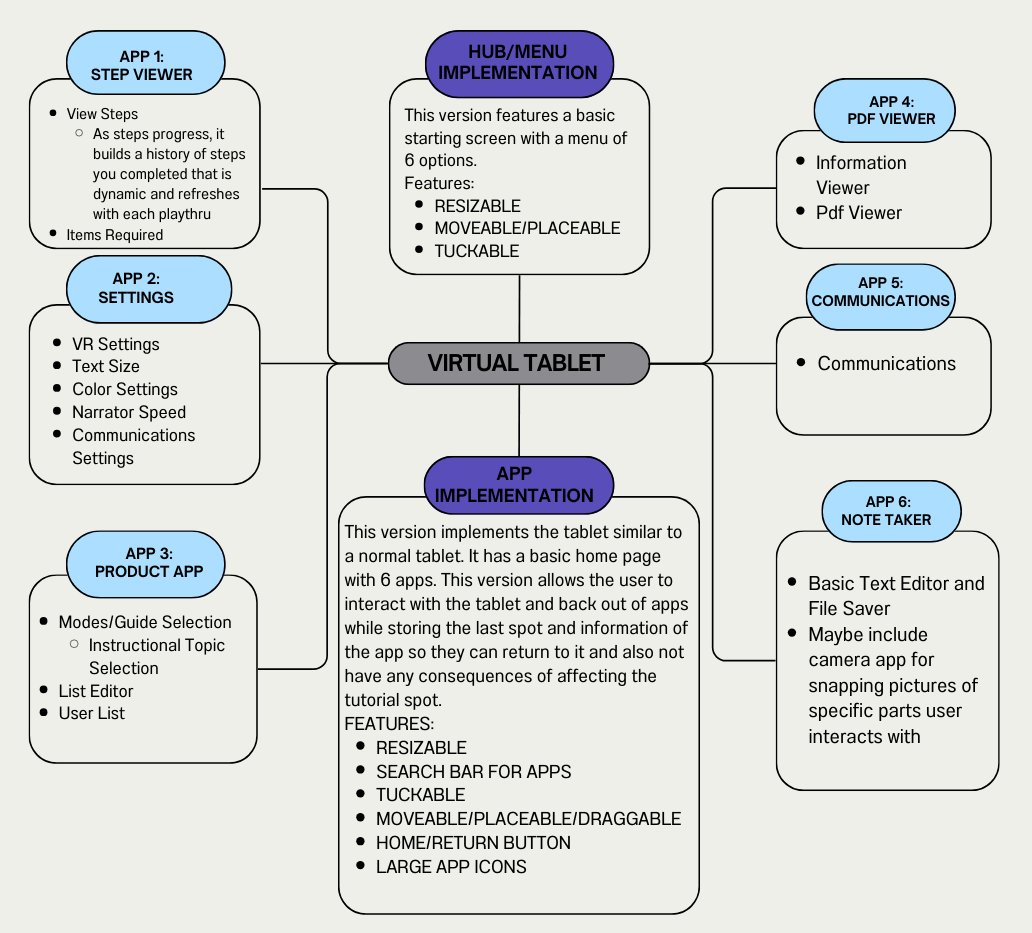 APP 1:
STEP VIEWER
View Steps
As steps progress, it
builds a history of steps
you completed that is
dynamic and refreshes
with each playthru
Items Required
APP 2:
SETTINGS
VR Settings
Text Size
Color Settings
Narrator Speed
Communications
Settings
APP 3:
PRODUCT APP
Modes/Guide Selection
Instructional Topic
Selection
List Editor
User List
HUB/MENU
IMPLEMENTATION
This version features a basic
starting screen with a menu of
6 options.
Features:
RESIZABLE
MOVEABLE/PLACEABLE
TUCKABLE
VIRTUAL TABLET
APP
IMPLEMENTATION
This version implements the tablet similar to
a normal tablet. It has a basic home page
with 6 apps. This version allows the user to
interact with the tablet and back out of apps
while storing the last spot and information of
the app so they can return to it and also not
have any consequences of affecting the
tutorial spot.
FEATURES:
RESIZABLE
SEARCH BAR FOR APPS
TUCKABLE
MOVEABLE/PLACEABLE/DRAGGABLE
HOME/RETURN BUTTON
LARGE APP ICONS
APP 4:
PDF VIEWER
Information
Viewer
Pdf Viewer
APP 5:
COMMUNICATIONS
Communications
APP 6:
NOTE TAKER
Basic Text Editor and
File Saver
Maybe include
camera app for
snapping pictures of
specific parts user
interacts with